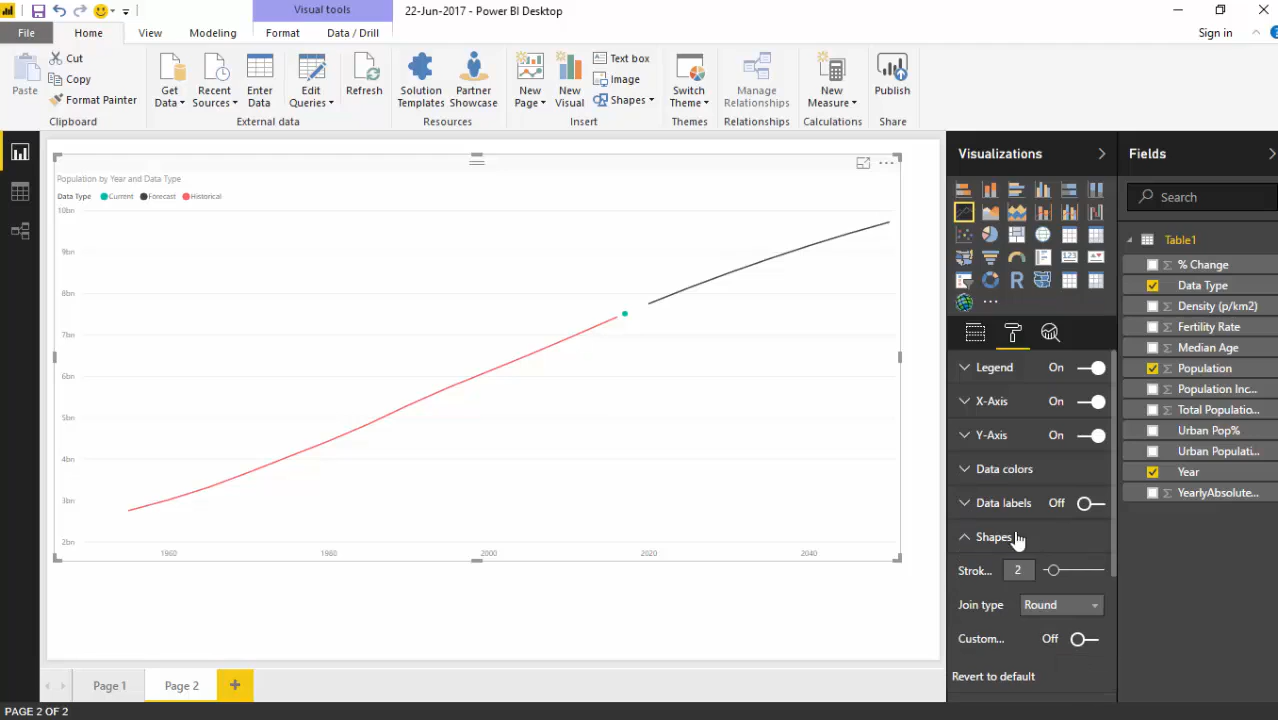 Visual tools
22-Jun-2017 - Power BI Desktop
File
Home
View
Modeling
Format
Data / Drill
Sign in
Paste
Cut
Copy
Format Painter
Clipboard
Get Data
Recent Sources
Enter Data
Edit Queries
Refresh
External data
Solution Templates
Partner Showcase
Resources
New Page
New Visual
Text box
Image
Shapes
Insert
Switch Theme
Themes
Manage Relationships
Relationships
New Measure
Calculations
Publish
Share
Population by Year and Data Type
Data Type Current Forecast Historical
10bn
9bn
8bn
7bn
6bn
5bn
4bn
3bn
2bn
1960 1980 2000 2020 2040
Visualizations
R
Legend On
X-Axis On
Y-Axis On
Data colors
Data labels Off
Shapes
Strok... 2
Join type Round
Custom... Off
Revert to default
Fields
Search
Table1
% Change
Data Type
Density (p/km2)
Fertility Rate
Median Age
Population
Population Inc...
Total Populatio...
Urban Pop%
Urban Populati...
Year
YearlyAbsolute...
Page 1
Page 2
PAGE 2 OF 2